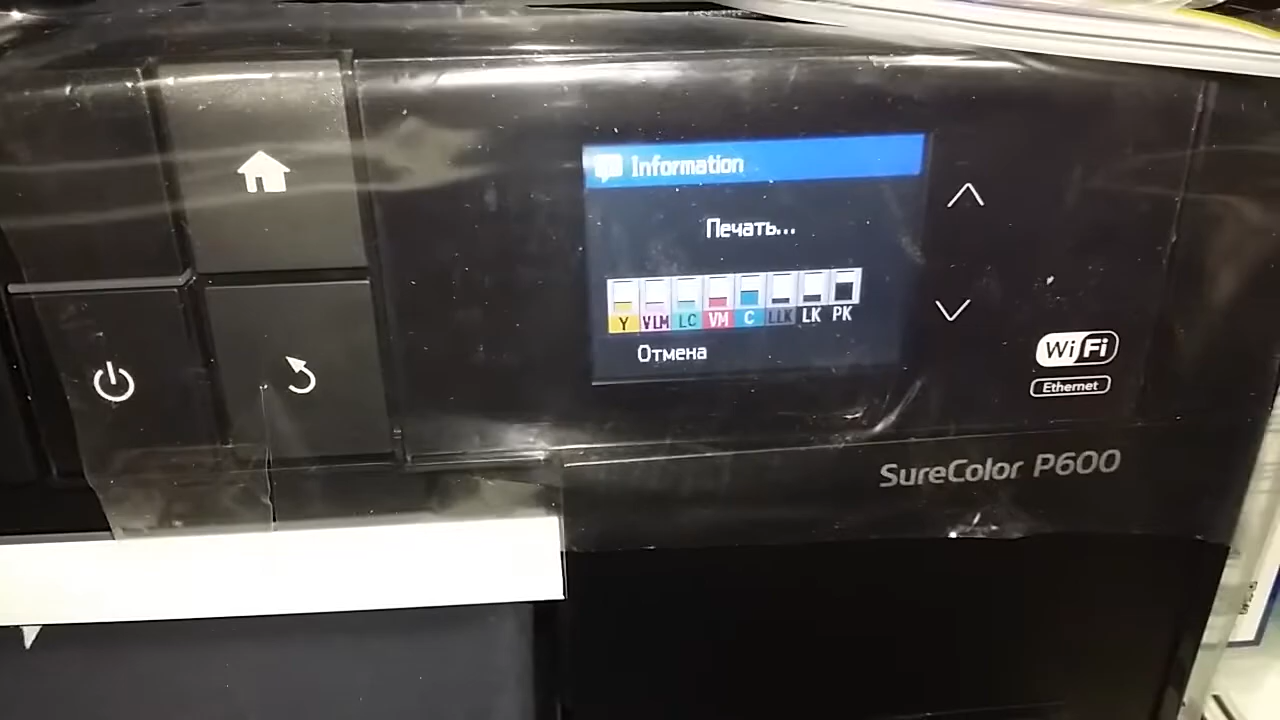 Information
Печать...
Y VLM LC VM C LLK LK PK
Отмена
WiFi
Ethernet
SureColor P600